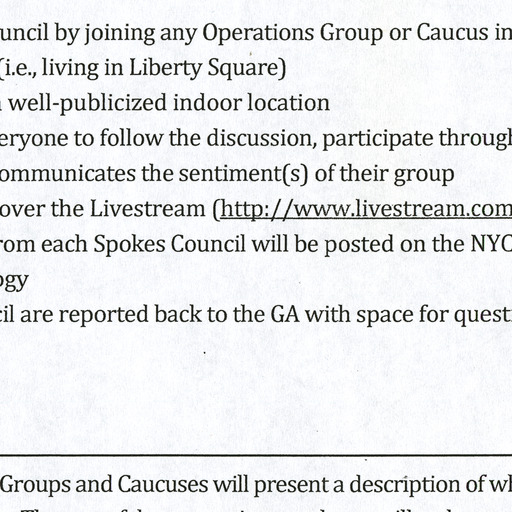 uncil by joining any Operations Group or Caucus in
(i.e., living in Liberty Square)
well-publicized indoor location
eryone to follow the discussion, participate through
ommunicates the sentiment(s) of their group
over the Livestream (http://www.livestream.com
rom each Spokes Council will be posted on the NYC
ogy
cil are reported back to the GA with space for questi
Groups and Caucuses will present a description of wh